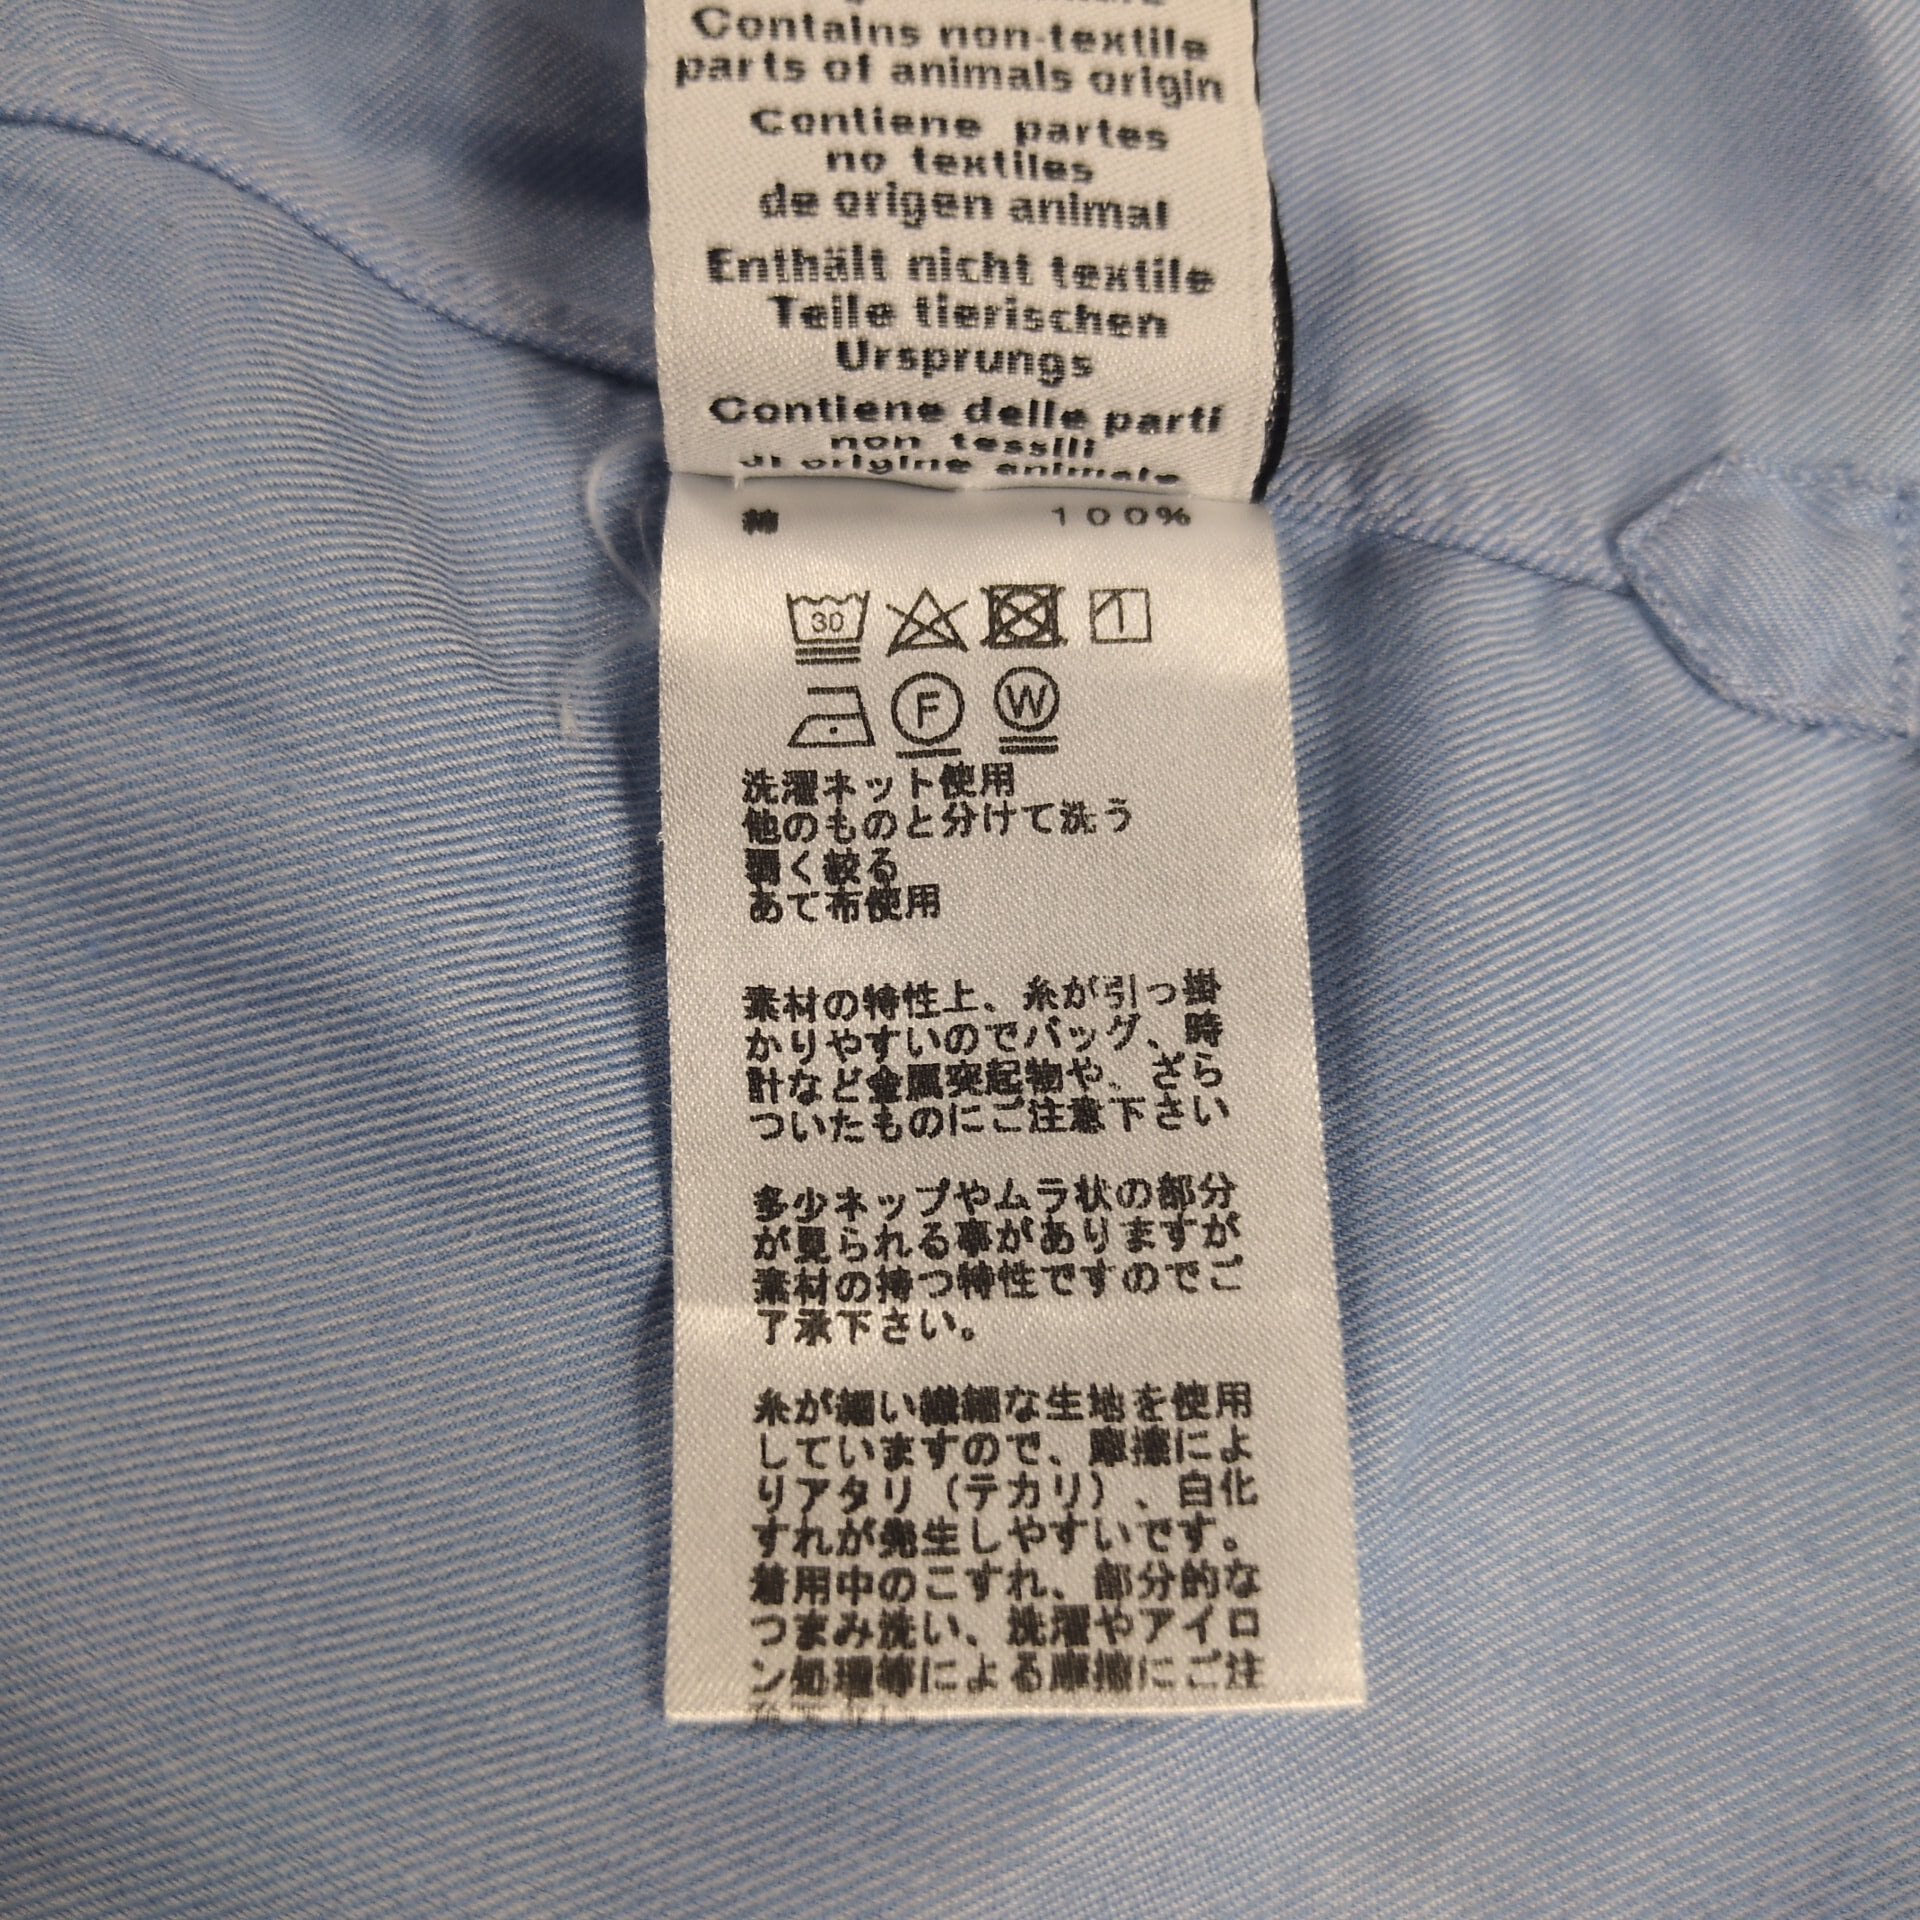 Contains non-textile
parts of animals origin
Contiene partes
no textiles
de origen animal
Enthält nicht textile
Teile tierischen
Ursprungs
Contiene delle parti
non tessili
di origine animale
綿 100%
30
1
F W
洗濯ネット使用
他のものと分けて洗う
弱く絞る
あて布使用
素材の特性上、糸が引っ掛
かりやすいのでバッグ、時
計など金属突起物や、ざら
ついたものにご注意下さい
多少ネップやムラ状の部分
が見られる事がありますが
素材の持つ特性ですのでご
了承下さい。
糸が細い繊細な生地を使用
していますので、摩擦によ
りアタリ（テカリ）、白化
すれが発生しやすいです。
着用中のこすれ、部分的な
つまみ洗い、洗濯やアイロ
ン処理等による摩擦にご注